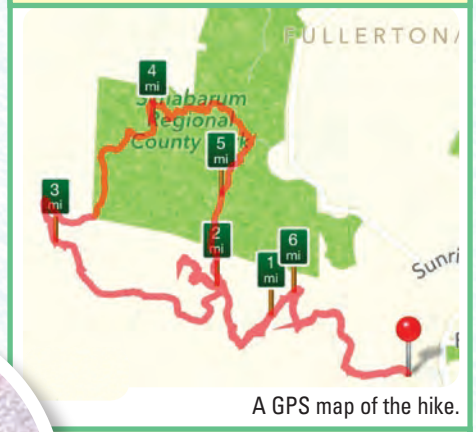 FULLERTON
4
mi
Schabarum
Regional
County Park
5
mi
3
mi
2
mi
6
mi
1
mi
Sunri
A GPS map of the hike.